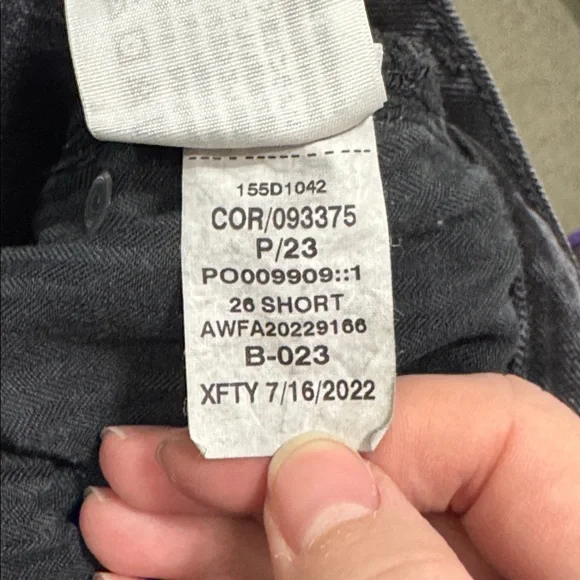 155D1042
COR/093375
P/23
PO009909::1
26 SHORT
AWFA20229166
B-023
XFTY 7/16/2022